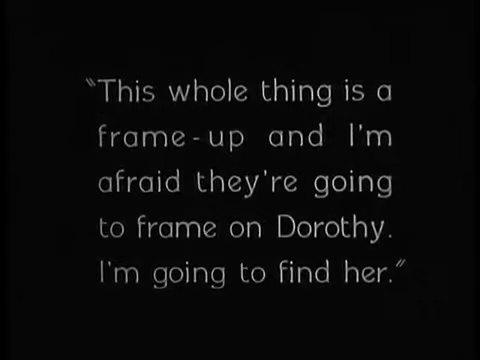 "This whole thing is a
frame-up and I'm
afraid they're going
to frame on Dorothy.
I'm going to find her."